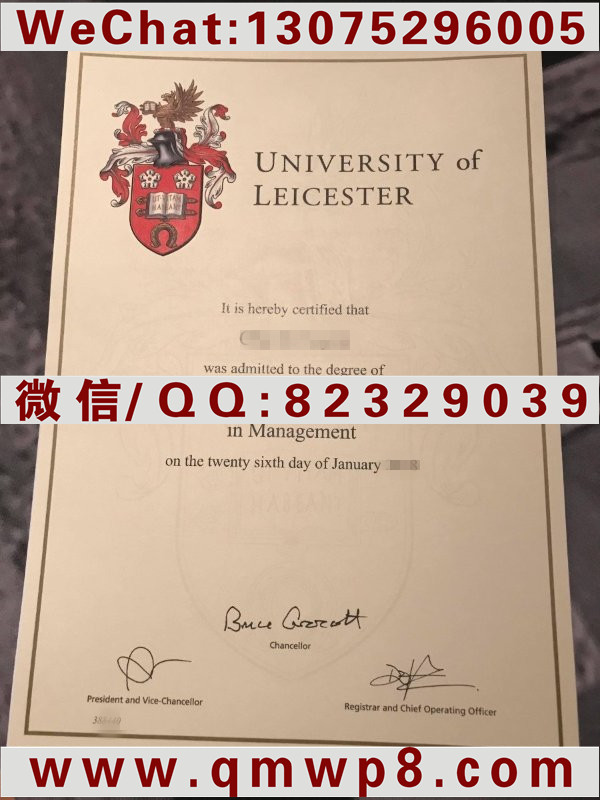 WeChat:13075296005
UNIVERSITY of
LEICESTER
It is hereby certified that
was admitted to the degree of
微信/QQ:82329039
in Management
on the twenty sixth day of January
Chancellor
President and Vice-Chancellor
Registrar and Chief Operating Officer
www.qmwp8.com